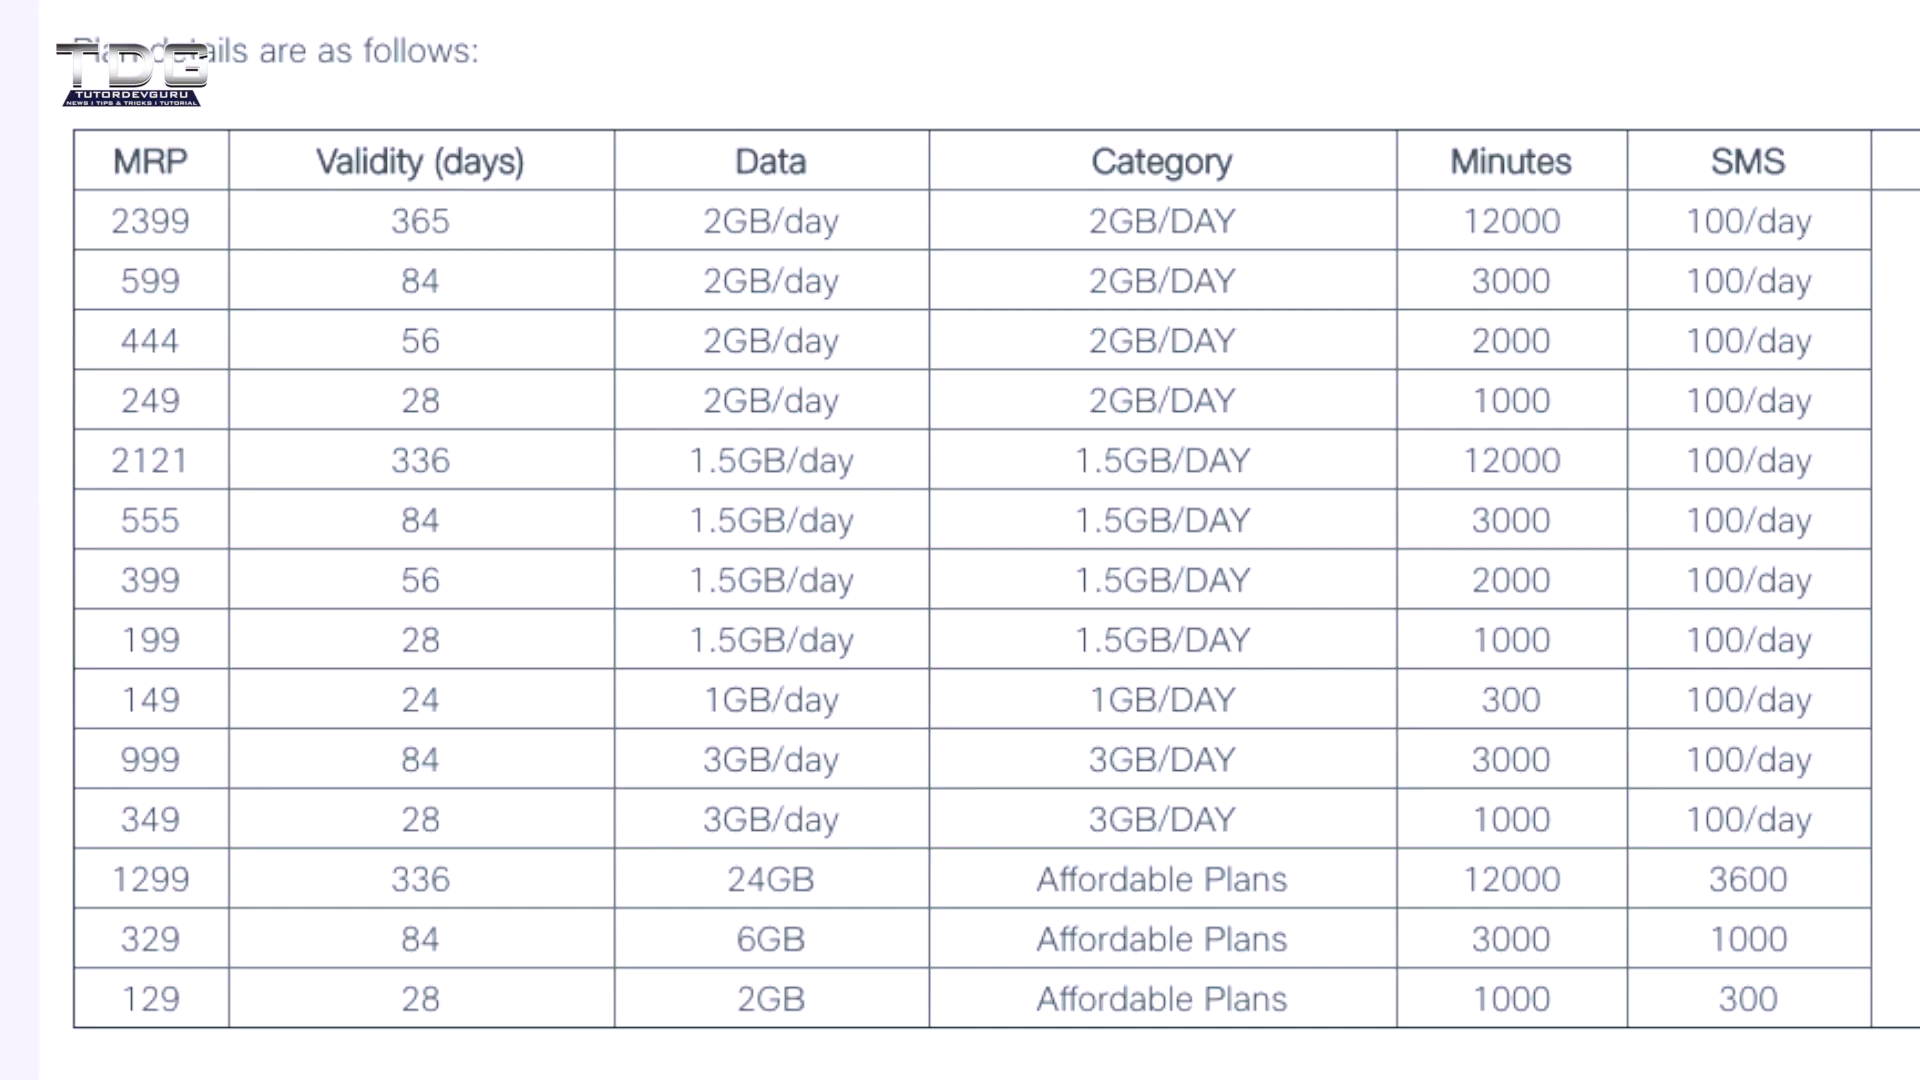 Plan details are as follows:
TDG
TUTORDEVGURU
NEWS | TIPS & TRICKS | TUTORIAL
MRP Validity (days) Data Category Minutes SMS
2399 365 2GB/day 2GB/DAY 12000 100/day
599 84 2GB/day 2GB/DAY 3000 100/day
444 56 2GB/day 2GB/DAY 2000 100/day
249 28 2GB/day 2GB/DAY 1000 100/day
2121 336 1.5GB/day 1.5GB/DAY 12000 100/day
555 84 1.5GB/day 1.5GB/DAY 3000 100/day
399 56 1.5GB/day 1.5GB/DAY 2000 100/day
199 28 1.5GB/day 1.5GB/DAY 1000 100/day
149 24 1GB/day 1GB/DAY 300 100/day
999 84 3GB/day 3GB/DAY 3000 100/day
349 28 3GB/day 3GB/DAY 1000 100/day
1299 336 24GB Affordable Plans 12000 3600
329 84 6GB Affordable Plans 3000 1000
129 28 2GB Affordable Plans 1000 300